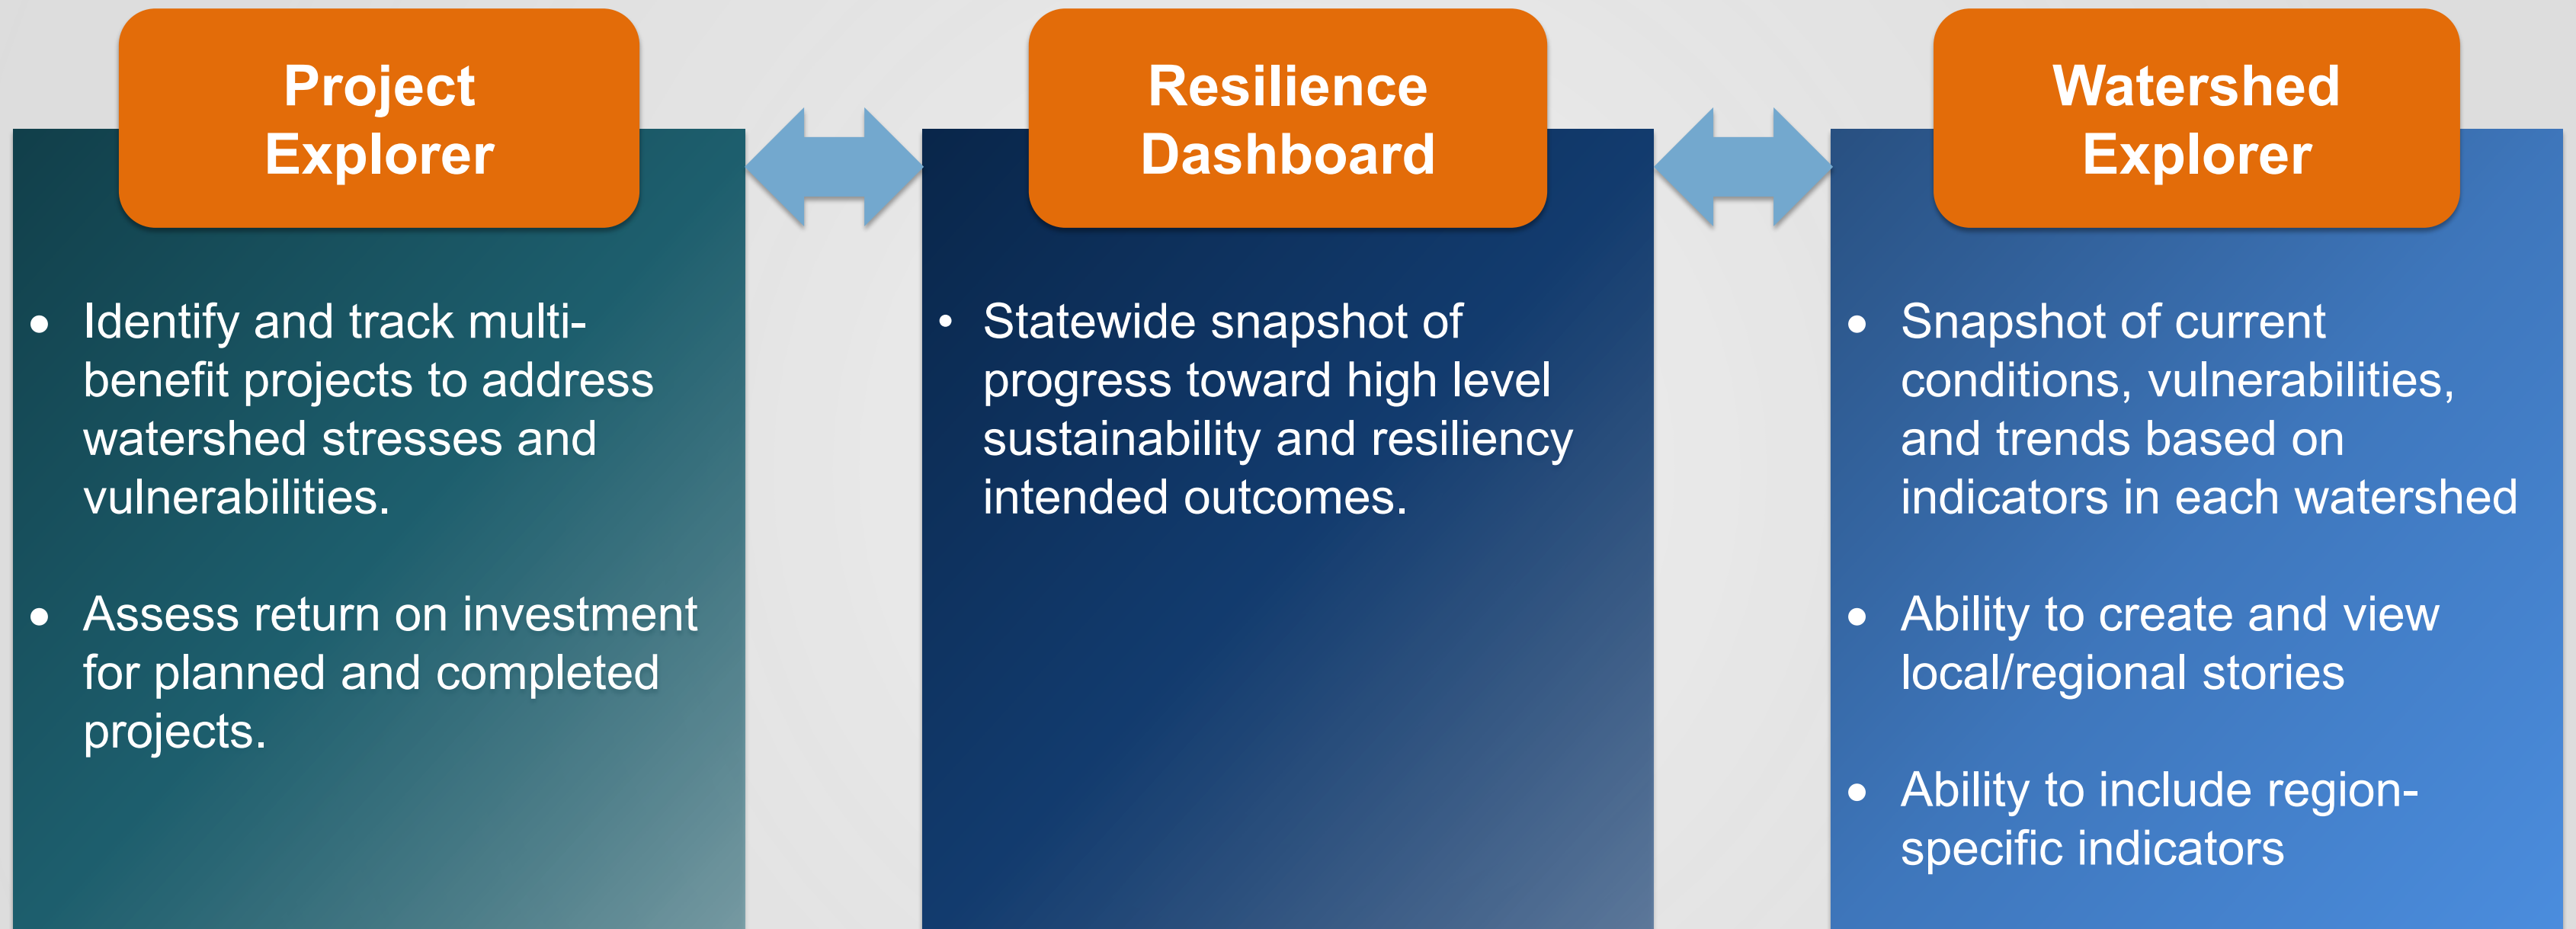 Project
Explorer
• Identify and track multi-
benefit projects to address
watershed stresses and
vulnerabilities.
• Assess return on investment
for planned and completed
projects.
Resilience
Dashboard
• Statewide snapshot of
progress toward high level
sustainability and resiliency
intended outcomes.
Watershed
Explorer
• Snapshot of current
conditions, vulnerabilities,
and trends based on
indicators in each watershed
• Ability to create and view
local/regional stories
• Ability to include region-
specific indicators